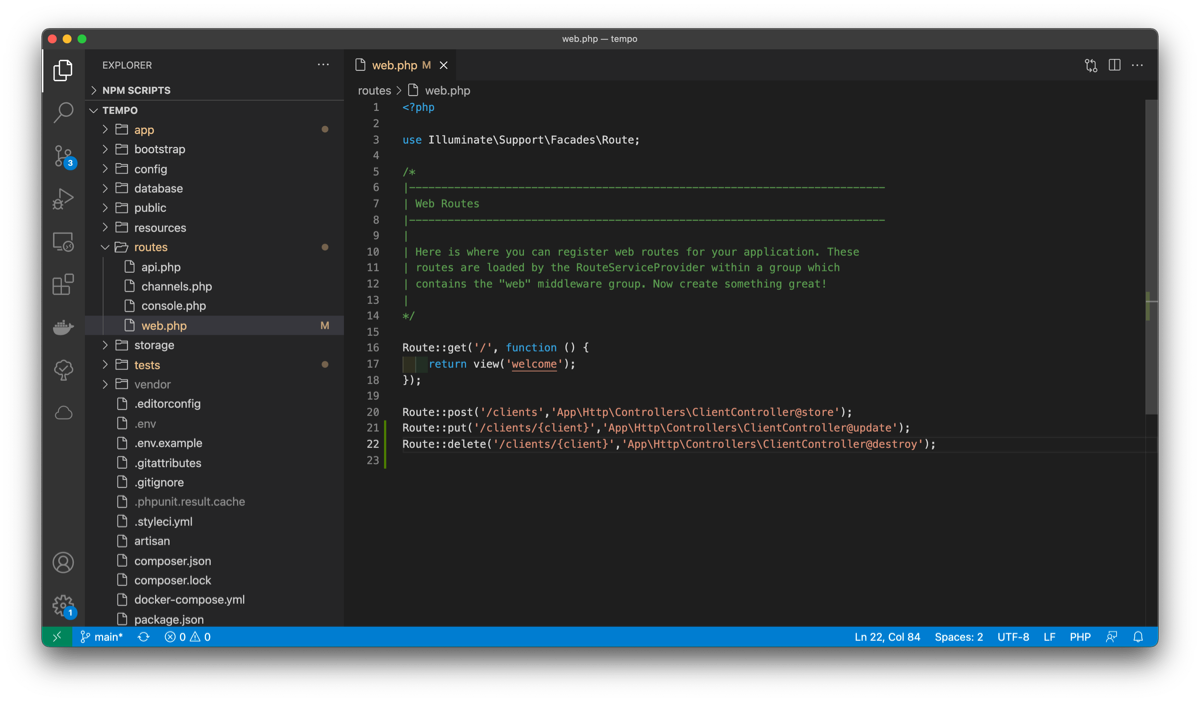 web.php — tempo
EXPLORER
NPM SCRIPTS
TEMPO
app
bootstrap
config
database
public
resources
routes
api.php
channels.php
console.php
web.php M
storage
tests
vendor
.editorconfig
.env
.env.example
.gitattributes
.gitignore
.phpunit.result.cache
.styleci.yml
artisan
composer.json
composer.lock
docker-compose.yml
package.json
3
1
web.php M
routes > web.php
1 <?php
2
3 use Illuminate\Support\Facades\Route;
4
5 /*
6 |--------------------------------------------------------------------------
7 | Web Routes
8 |--------------------------------------------------------------------------
9 |
10 | Here is where you can register web routes for your application. These
11 | routes are loaded by the RouteServiceProvider within a group which
12 | contains the "web" middleware group. Now create something great!
13 |
14 */
15
16 Route::get('/', function () {
17     return view('welcome');
18 });
19
20 Route::post('/clients','App\Http\Controllers\ClientController@store');
21 Route::put('/clients/{client}','App\Http\Controllers\ClientController@update');
22 Route::delete('/clients/{client}','App\Http\Controllers\ClientController@destroy');
23
main* 0 0 Ln 22, Col 84 Spaces: 2 UTF-8 LF PHP